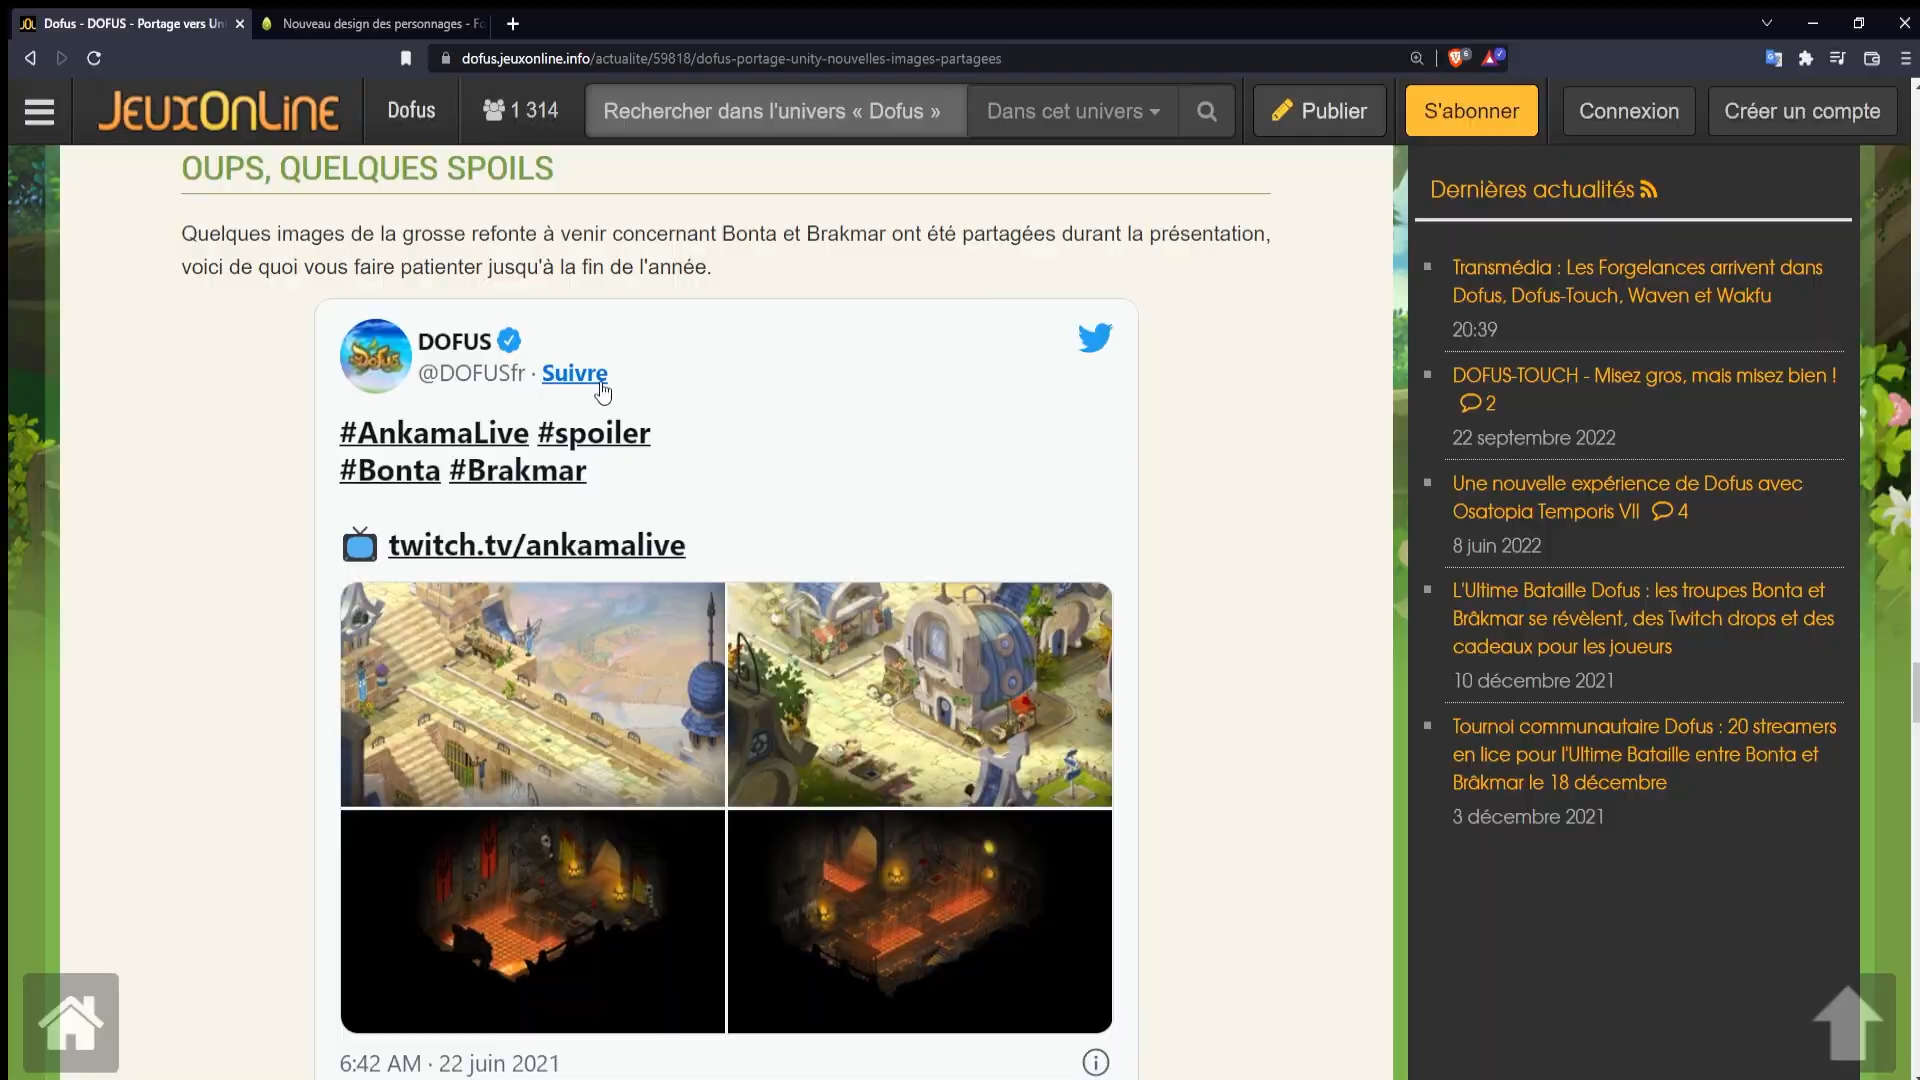 Dofus - DOFUS - Portage vers Un
Nouveau design des personnages - Fo
dofus.jeuxonline.info/actualite/59818/dofus-portage-unity-nouvelles-images-partagees
6
JEUXONLINE
Dofus
1 314
Rechercher dans l'univers « Dofus »
Dans cet univers
Publier
S'abonner
Connexion
Créer un compte
OUPS, QUELQUES SPOILS
Quelques images de la grosse refonte à venir concernant Bonta et Brakmar ont été partagées durant la présentation,
voici de quoi vous faire patienter jusqu'à la fin de l'année.
DOFUS
@DOFUSfr · Suivre
#AnkamaLive #spoiler
#Bonta #Brakmar
twitch.tv/ankamalive
6:42 AM · 22 juin 2021
Dernières actualités
Transmédia : Les Forgelances arrivent dans
Dofus, Dofus-Touch, Waven et Wakfu
20:39
DOFUS-TOUCH - Misez gros, mais misez bien !
2
22 septembre 2022
Une nouvelle expérience de Dofus avec
Osatopia Temporis VII 4
8 juin 2022
L'Ultime Bataille Dofus : les troupes Bonta et
Brâkmar se révèlent, des Twitch drops et des
cadeaux pour les joueurs
10 décembre 2021
Tournoi communautaire Dofus : 20 streamers
en lice pour l'Ultime Bataille entre Bonta et
Brâkmar le 18 décembre
3 décembre 2021